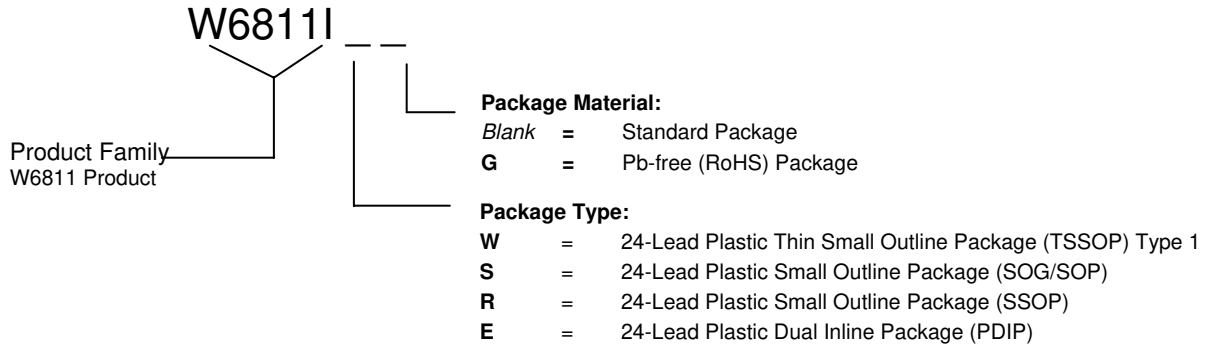 W6811I _ _
Package Material:
Blank = Standard Package
G = Pb-free (RoHS) Package
Product Family
W6811 Product
Package Type:
W = 24-Lead Plastic Thin Small Outline Package (TSSOP) Type 1
S = 24-Lead Plastic Small Outline Package (SOG/SOP)
R = 24-Lead Plastic Small Outline Package (SSOP)
E = 24-Lead Plastic Dual Inline Package (PDIP)